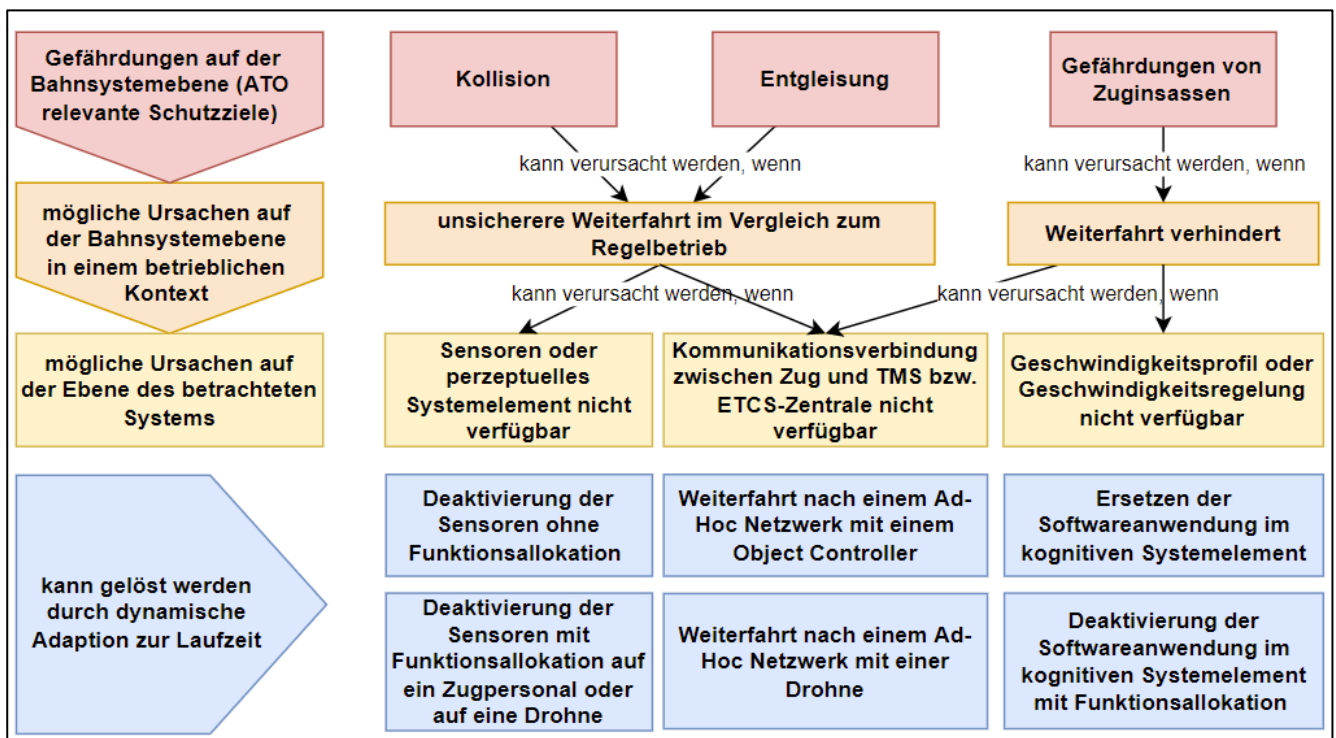 Gefährdungen auf der
Bahnsystemebene (ATO
relevante Schutzziele)
Kollision
Entgleisung
Gefährdungen von
Zuginsassen
kann verursacht werden, wenn
kann verursacht werden, wenn
mögliche Ursachen auf
der Bahnsystemebene
in einem betrieblichen
Kontext
unsicherere Weiterfahrt im Vergleich zum
Regelbetrieb
Weiterfahrt verhindert
kann verursacht werden, wenn
kann verursacht werden, wenn
mögliche Ursachen auf
der Ebene des betrachteten
Systems
Sensoren oder
perzeptuelles
Systemelement nicht
verfügbar
Kommunikationsverbindung
zwischen Zug und TMS bzw.
ETCS-Zentrale nicht
verfügbar
Geschwindigkeitsprofil oder
Geschwindigkeitsregelung
nicht verfügbar
kann gelöst werden
durch dynamische
Adaption zur Laufzeit
Deaktivierung der
Sensoren ohne
Funktionsallokation
Weiterfahrt nach einem Ad-
Hoc Netzwerk mit einem
Object Controller
Ersetzen der
Softwareanwendung im
kognitiven Systemelement
Deaktivierung der
Sensoren mit
Funktionsallokation auf
ein Zugpersonal oder
auf eine Drohne
Weiterfahrt nach einem Ad-
Hoc Netzwerk mit einer
Drohne
Deaktivierung der
Softwareanwendung im
kognitiven Systemelement
mit Funktionsallokation